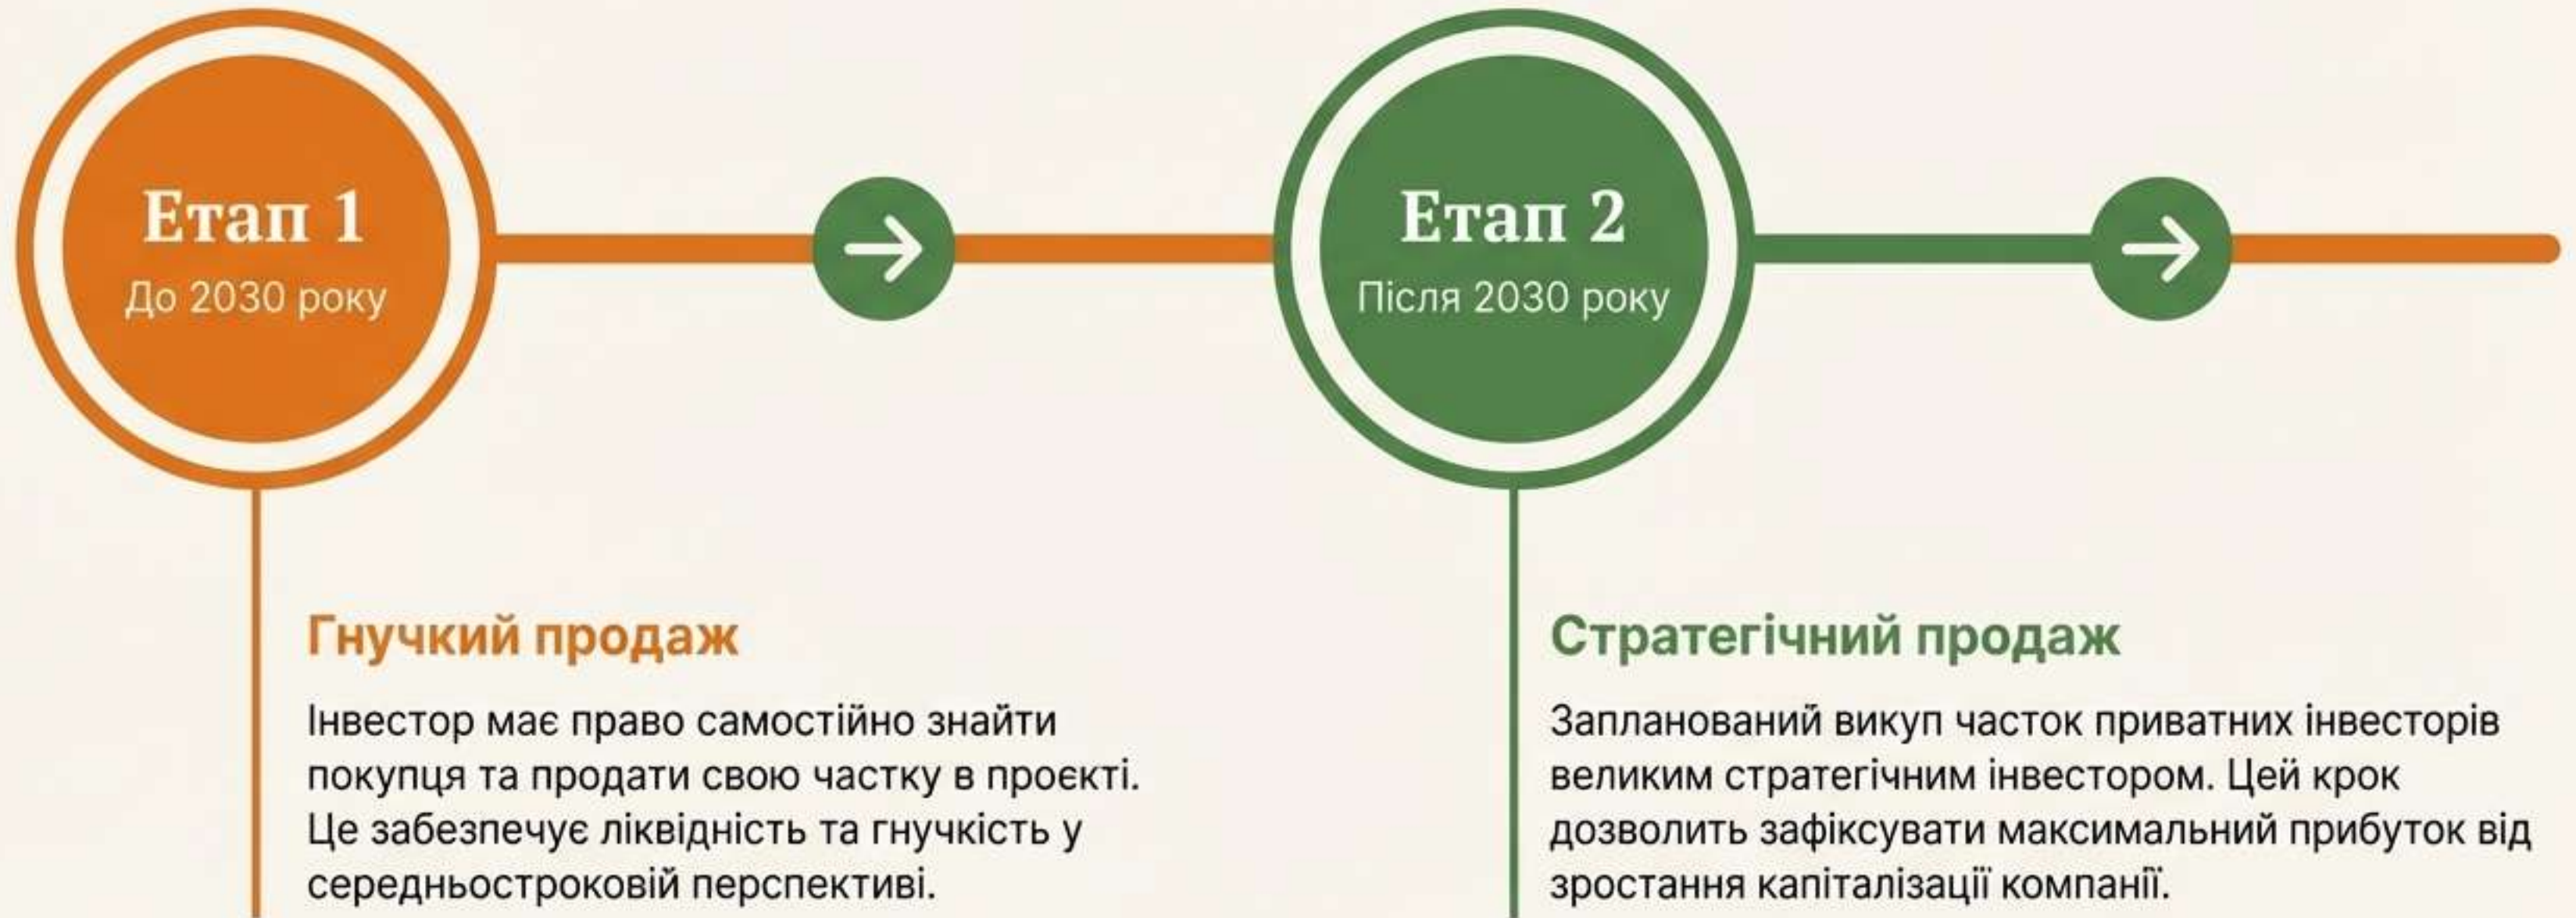 Етап 1
До 2030 року
Етап 2
Після 2030 року
Гнучкий продаж
Інвестор має право самостійно знайти
покупця та продати свою частку в проєкті.
Це забезпечує ліквідність та гнучкість у
середньостроковій перспективі.
Стратегічний продаж
Запланований викуп часток приватних інвесторів
великим стратегічним інвестором. Цей крок
дозволить зафіксувати максимальний прибуток від
зростання капіталізації компанії.